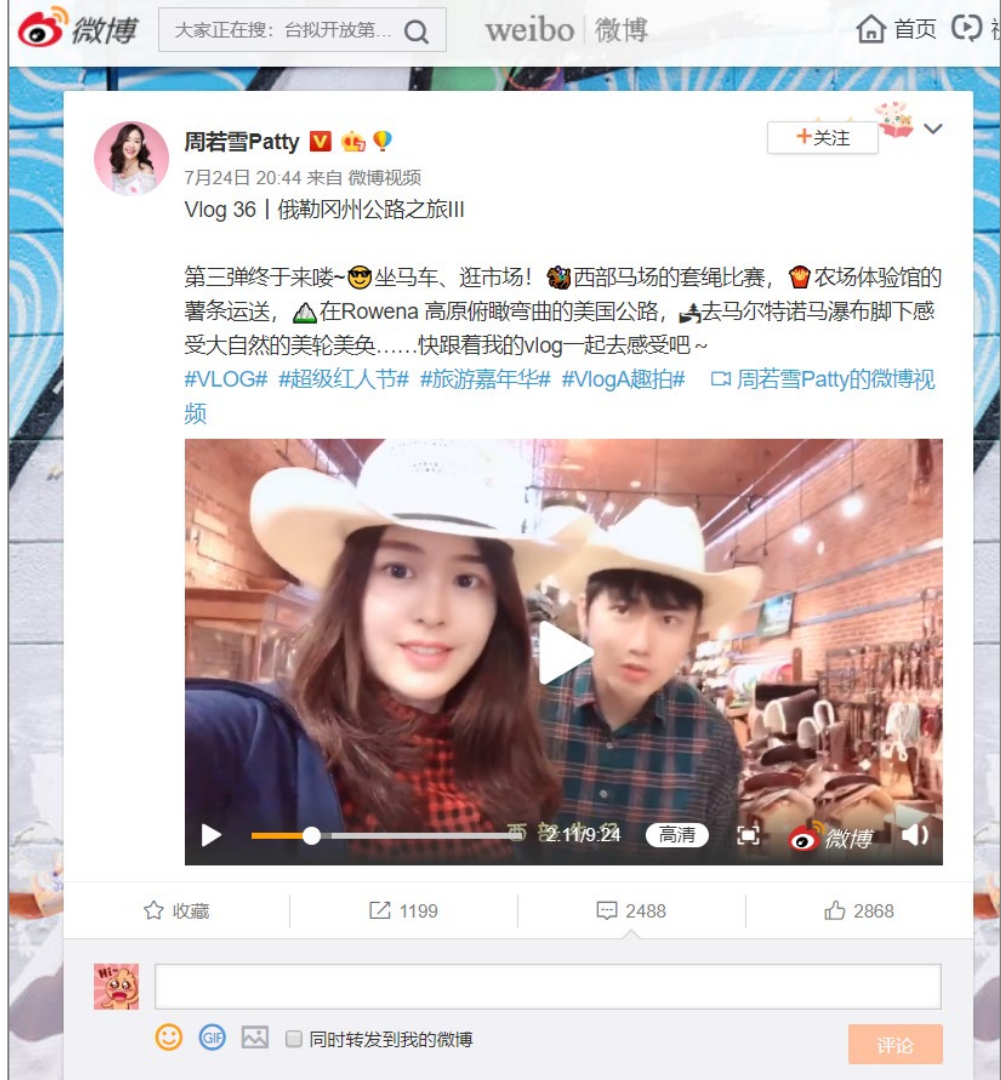 微博
大家正在搜：台拟开放第...
weibo 微博
首页
周若雪Patty
+关注
7月24日 20:44 来自 微博视频
Vlog 36丨俄勒冈州公路之旅III
第三弹终于来喽~坐马车、逛市场！西部马场的套绳比赛，农场体验馆的
薯条运送，在Rowena 高原俯瞰弯曲的美国公路，去马尔特诺马瀑布脚下感
受大自然的美轮美奂……快跟着我的vlog一起去感受吧～
#VLOG# #超级红人节# #旅游嘉年华# #VlogA趣拍# 周若雪Patty的微博视
频
西部
2:11/9:24
高清
微博
收藏
1199
2488
2868
Hi~
GIF
同时转发到我的微博
评论